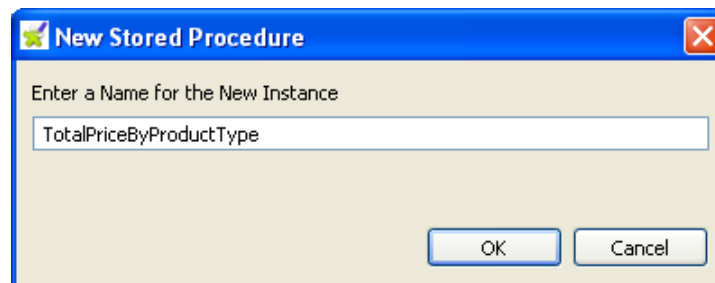 New Stored Procedure
Enter a Name for the New Instance
TotalPriceByProductType
OK
Cancel